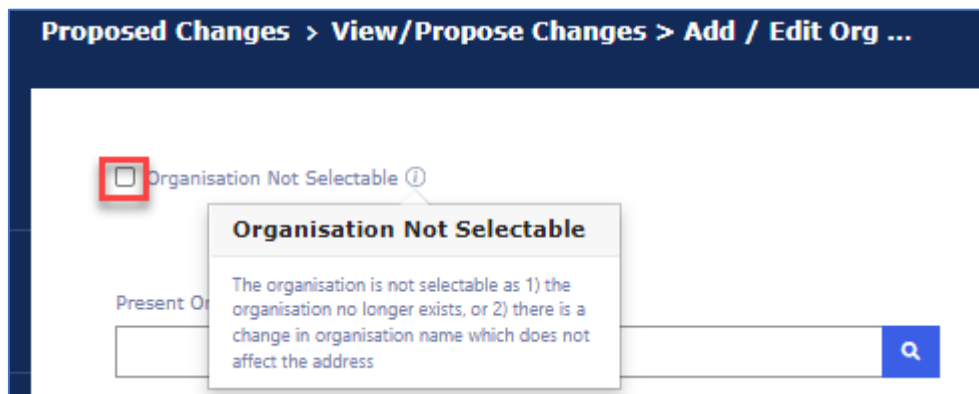 Proposed Changes > View/Propose Changes > Add / Edit Org ...
Organisation Not Selectable
Organisation Not Selectable
The organisation is not selectable as 1) the
organisation no longer exists, or 2) there is a
change in organisation name which does not
affect the address
Present Or